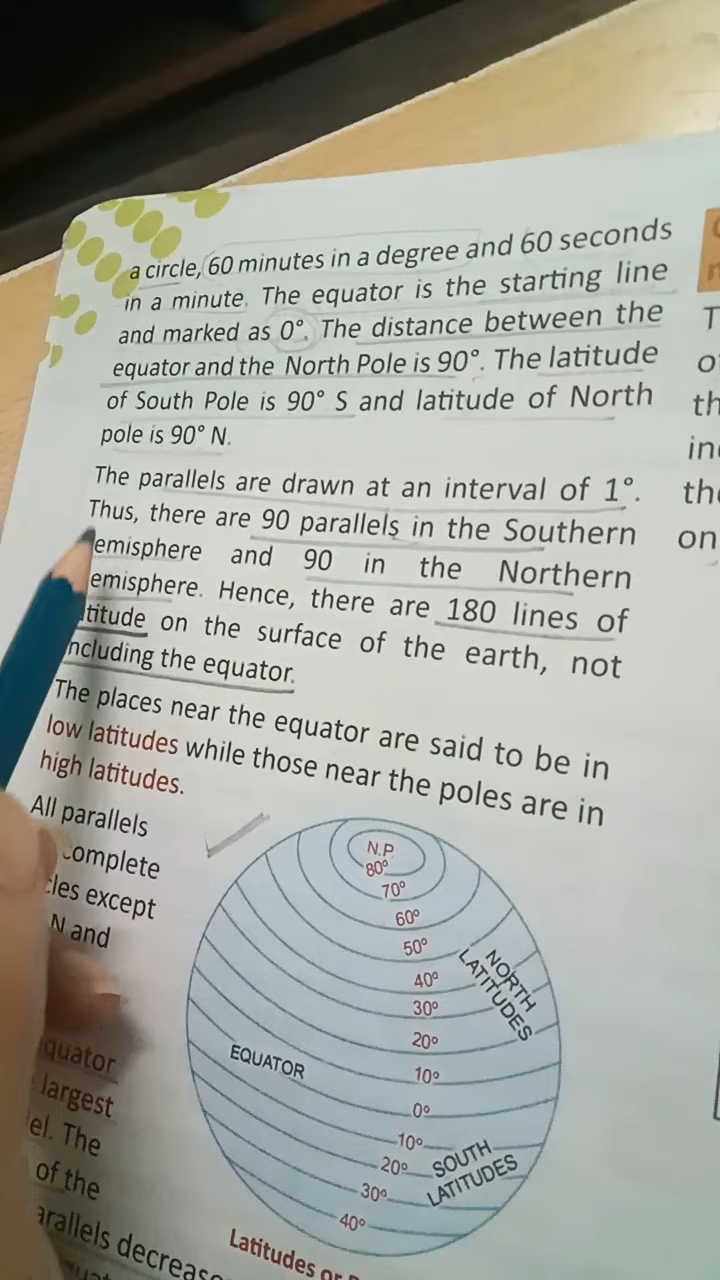 a circle, 60 minutes in a degree and 60 seconds
in a minute. The equator is the starting line
and marked as 0°. The distance between the
equator and the North Pole is 90°. The latitude
of South Pole is 90° S and latitude of North
pole is 90° N.
The parallels are drawn at an interval of 1°.
Thus, there are 90 parallels in the Southern
emisphere and 90 in the Northern
emisphere. Hence, there are 180 lines of
titude on the surface of the earth, not
ncluding the equator.
The places near the equator are said to be in
low latitudes while those near the poles are in
high latitudes.
All parallels
omplete
cles except
N and
quator
largest
el. The
of the
arallels decrease
N.P
80°
70°
60°
50°
40°
30°
20°
10°
0°
10°
20°
30°
40°
NORTH
LATITUDES
EQUATOR
SOUTH
LATITUDES
Latitudes or
T
o
th
in
the
on